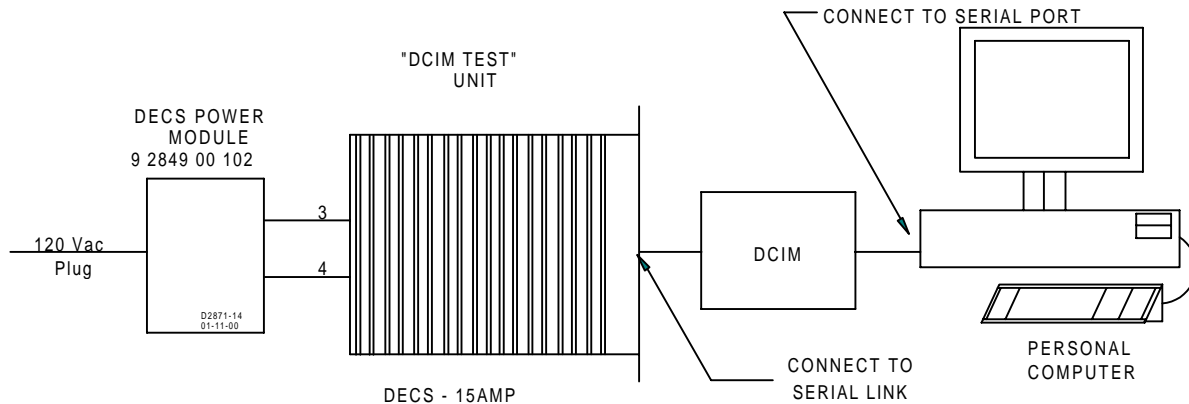 CONNECT TO SERIAL PORT
"DCIM TEST"
UNIT
DECS POWER
MODULE
9 2849 00 102
3
120 Vac
Plug
4
DCIM
D2871-14
01-11-00
PERSONAL
COMPUTER
CONNECT TO
SERIAL LINK
DECS - 15AMP